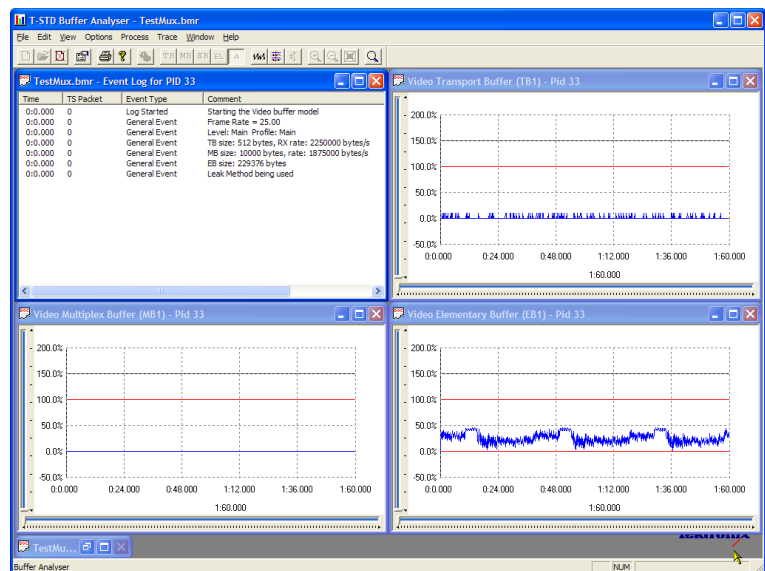 T-STD Buffer Analyser - TestMux.bmr
File Edit View Options Process Trace Window Help
TB MB EB EL A
TestMux.bmr - Event Log for PID 33
Time TS Packet Event Type Comment
0:0.000 0 Log Started Starting the Video buffer model
0:0.000 0 General Event Frame Rate = 25.00
0:0.000 0 General Event Level: Main Profile: Main
0:0.000 0 General Event TB size: 512 bytes, RX rate: 2250000 bytes/s
0:0.000 0 General Event MB size: 10000 bytes, rate: 1875000 bytes/s
0:0.000 0 General Event EB size: 229376 bytes
0:0.000 0 General Event Leak Method being used
Video Transport Buffer (TB1) - Pid 33
200.0%
150.0%
100.0%
50.0%
0.0%
-50.0%
0:0.000 0:24.000 0:48.000 1:12.000 1:36.000 1:60.000
1:60.000
Video Multiplex Buffer (MB1) - Pid 33
200.0%
150.0%
100.0%
50.0%
0.0%
-50.0%
0:0.000 0:24.000 0:48.000 1:12.000 1:36.000 1:60.000
1:60.000
Video Elementary Buffer (EB1) - Pid 33
200.0%
150.0%
100.0%
50.0%
0.0%
-50.0%
0:0.000 0:24.000 0:48.000 1:12.000 1:36.000 1:60.000
1:60.000
TestMu...
Tektronix
Buffer Analyser
NUM